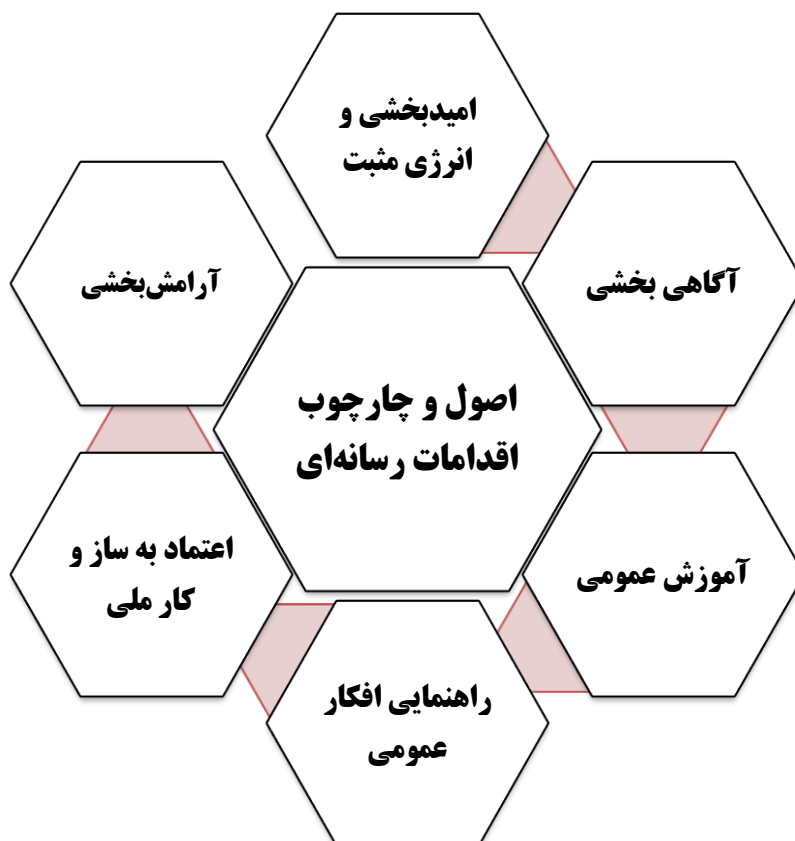 امیدبخشی و
انرژی مثبت
آگاهی بخشی
آرامش‌بخشی
اصول و چارچوب
اقدامات رسانه‌ای
آموزش عمومی
اعتماد به ساز و
کار ملی
راهنمایی افکار
عمومی